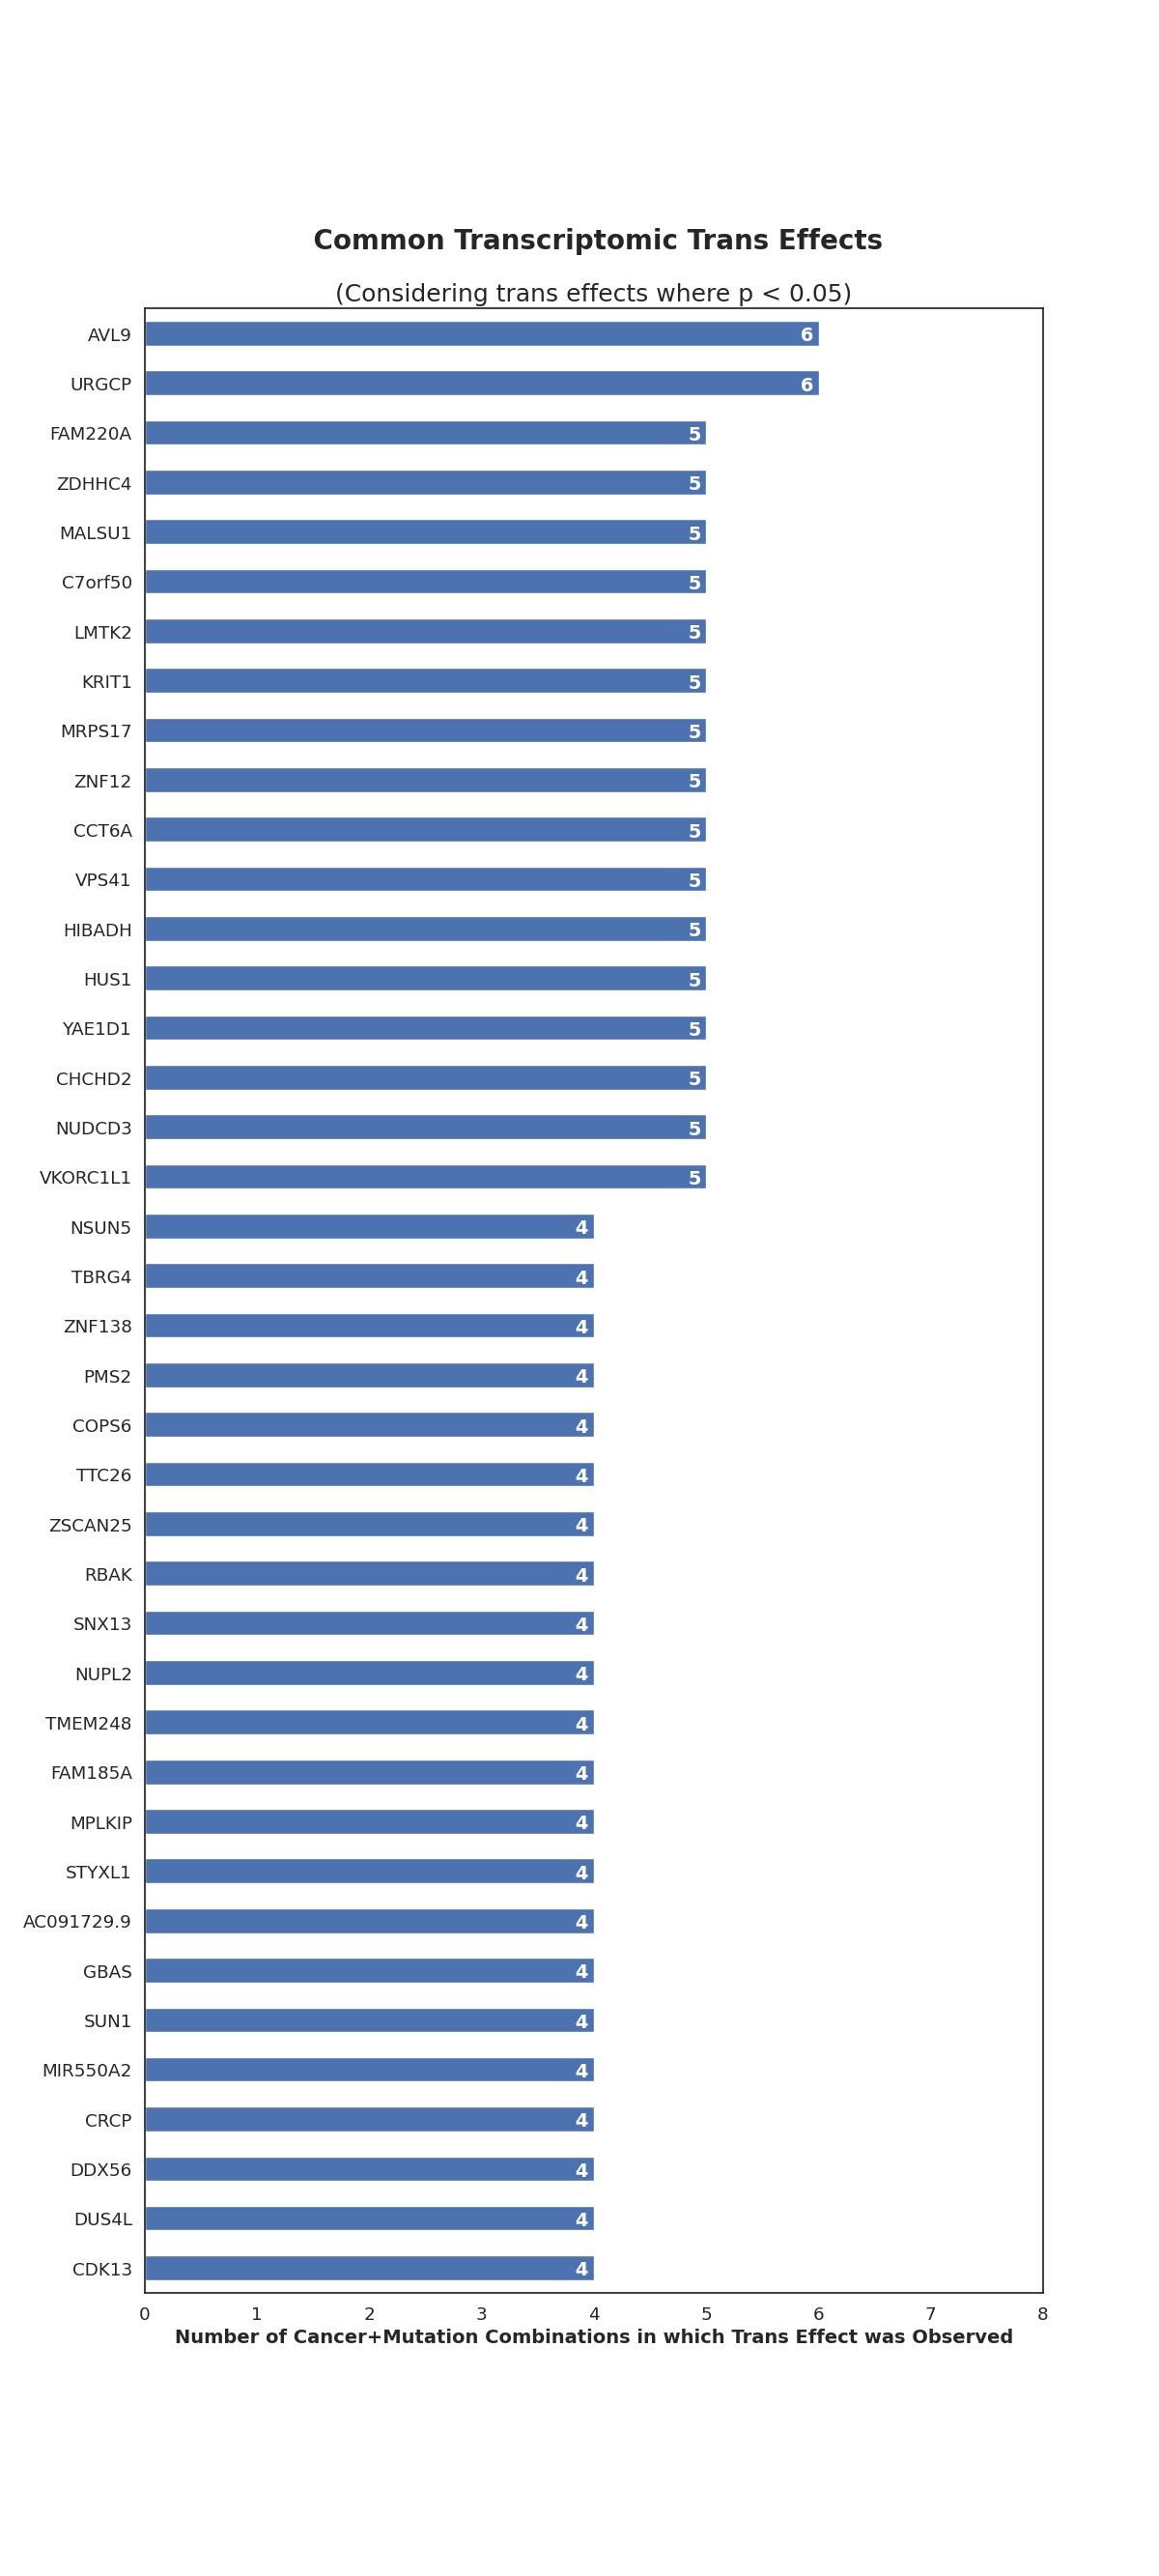 Common Transcriptomic Trans Effects
(Considering trans effects where p < 0.05)
AVL9 6
URGCP 6
FAM220A 5
ZDHHC4 5
MALSU1 5
C7orf50 5
LMTK2 5
KRIT1 5
MRPS17 5
ZNF12 5
CCT6A 5
VPS41 5
HIBADH 5
HUS1 5
YAE1D1 5
CHCHD2 5
NUDCD3 5
VKORC1L1 5
NSUN5 4
TBRG4 4
ZNF138 4
PMS2 4
COPS6 4
TTC26 4
ZSCAN25 4
RBAK 4
SNX13 4
NUPL2 4
TMEM248 4
FAM185A 4
MPLKIP 4
STYXL1 4
AC091729.9 4
GBAS 4
SUN1 4
MIR550A2 4
CRCP 4
DDX56 4
DUS4L 4
CDK13 4
0 1 2 3 4 5 6 7 8
Number of Cancer+Mutation Combinations in which Trans Effect was Observed